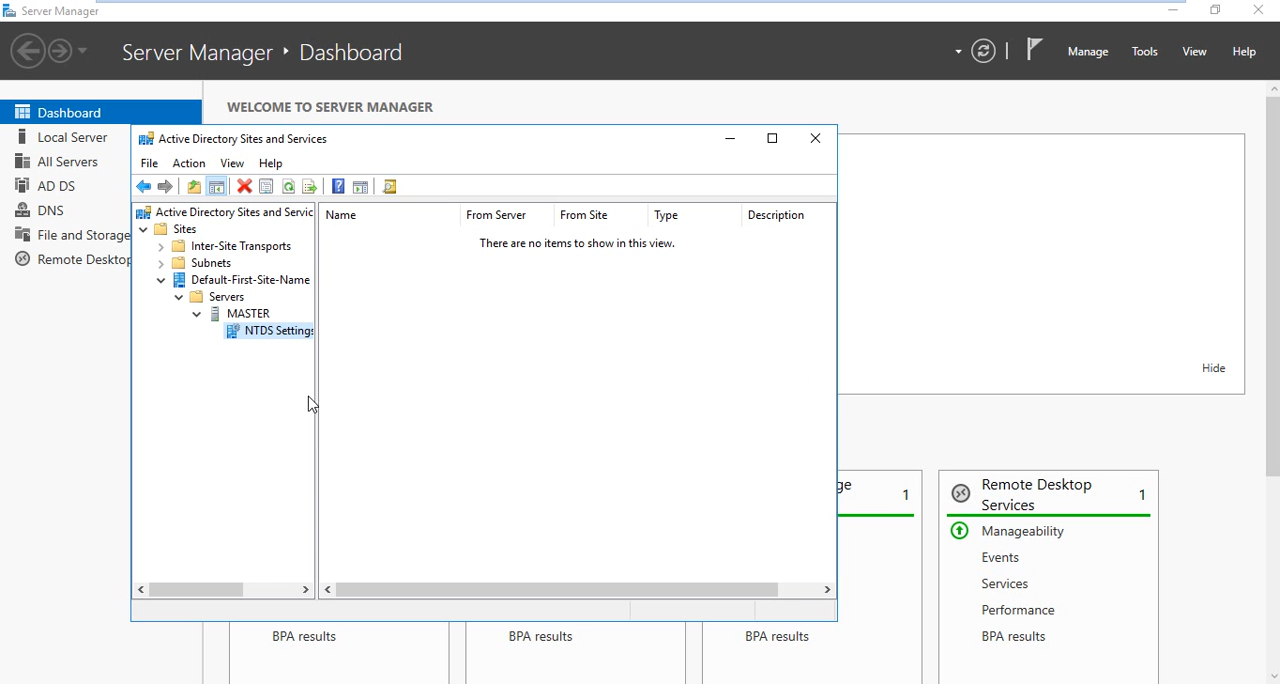 Server Manager
Server Manager ‣ Dashboard
Manage Tools View Help
Dashboard
Local Server
All Servers
AD DS
DNS
File and Storage
Remote Desktop
WELCOME TO SERVER MANAGER
Active Directory Sites and Services
File Action View Help
Active Directory Sites and Servic
Sites
Inter-Site Transports
Subnets
Default-First-Site-Name
Servers
MASTER
NTDS Settings
Name From Server From Site Type Description
There are no items to show in this view.
Hide
ge 1
Remote Desktop
Services 1
Manageability
Events
Services
Performance
BPA results
BPA results
BPA results
BPA results